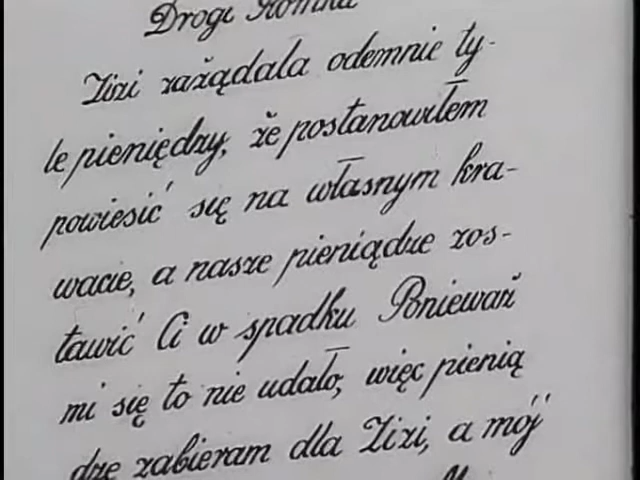 Drogi Romku
Zizi zażądała odemnie ty-
le pieniędzy, że postanowiłem
powiesić się na własnym kra-
wacie, a nasze pieniądze zos-
tawić Ci w spadku Ponieważ
mi się to nie udało, więc pienią
dze zabieram dla Zizi, a mój